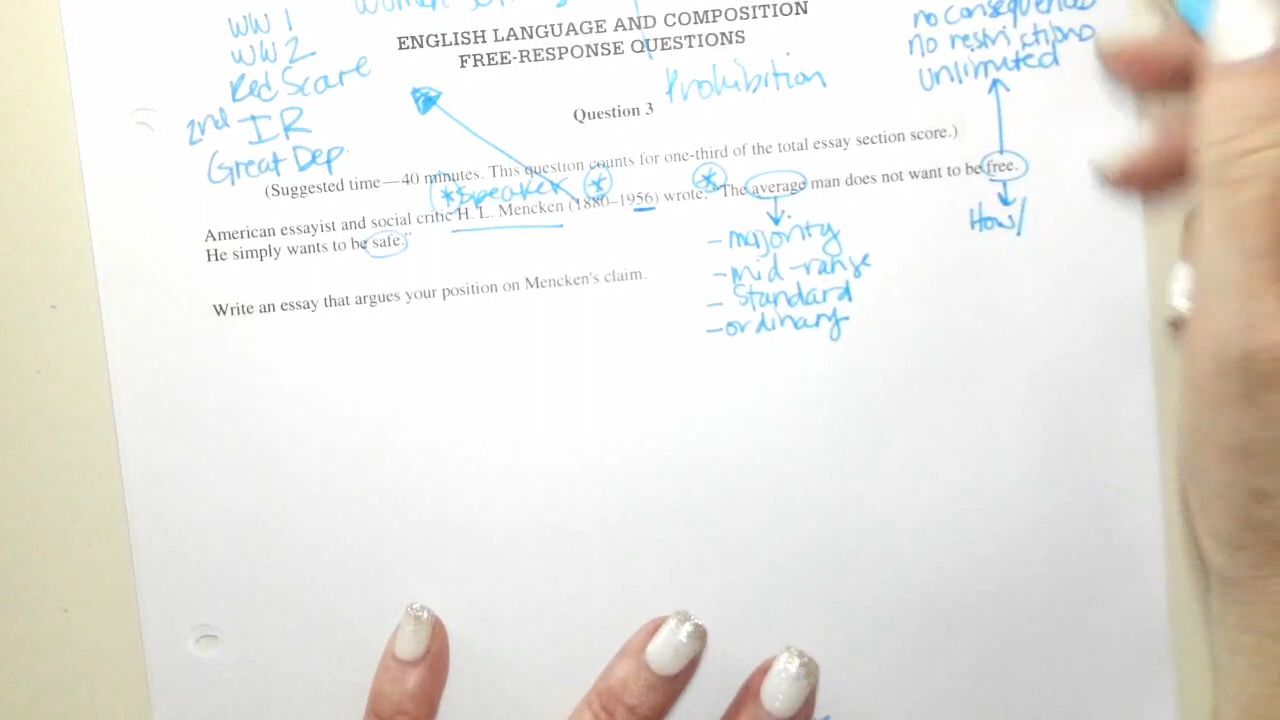 WW 1
WW 2
Red Scare
2nd IR
Great Dep.
Women
ENGLISH LANGUAGE AND COMPOSITION
FREE-RESPONSE QUESTIONS
Prohibition
no restrictions
unlimited
Question 3
(Suggested time—40 minutes. This question counts for one-third of the total essay section score.)
*Speaker * *
American essayist and social critic H. L. Mencken (1880–1956) wrote, "The average man does not want to be free.
He simply wants to be safe."
How/
- majority
- mid-range
- Standard
- ordinary
Write an essay that argues your position on Mencken's claim.